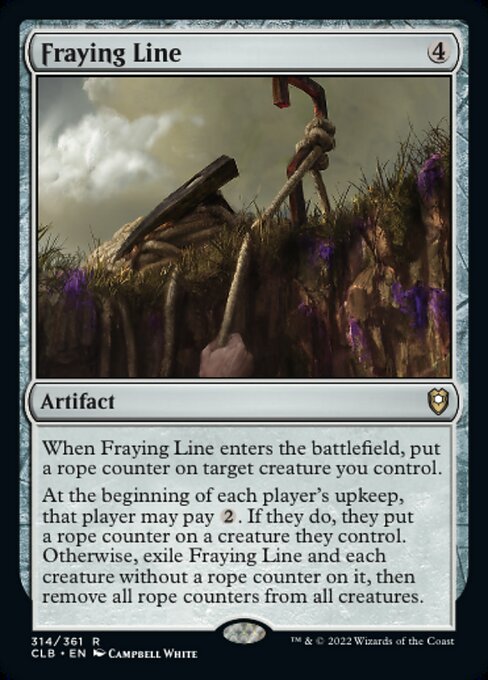 Fraying Line 4
Artifact
When Fraying Line enters the battlefield, put
a rope counter on target creature you control.
At the beginning of each player's upkeep,
that player may pay 2. If they do, they put
a rope counter on a creature they control.
Otherwise, exile Fraying Line and each
creature without a rope counter on it, then
remove all rope counters from all creatures.
314/361 R
™ & © 2022 Wizards of the Coast
CLB • EN Campbell White